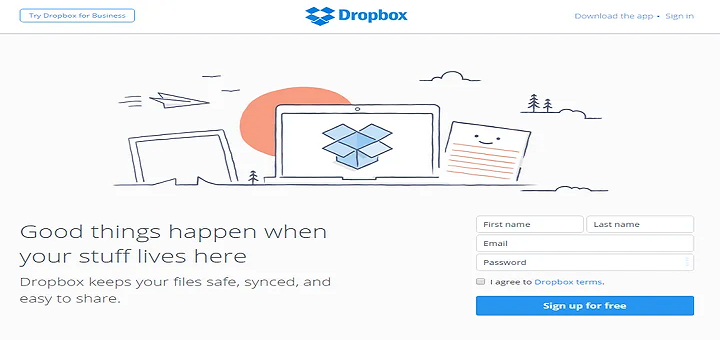 Try Dropbox for Business
Dropbox
Download the app • Sign in
Good things happen when
your stuff lives here
Dropbox keeps your files safe, synced, and
easy to share.
First name
Last name
Email
Password
I agree to Dropbox terms.
Sign up for free